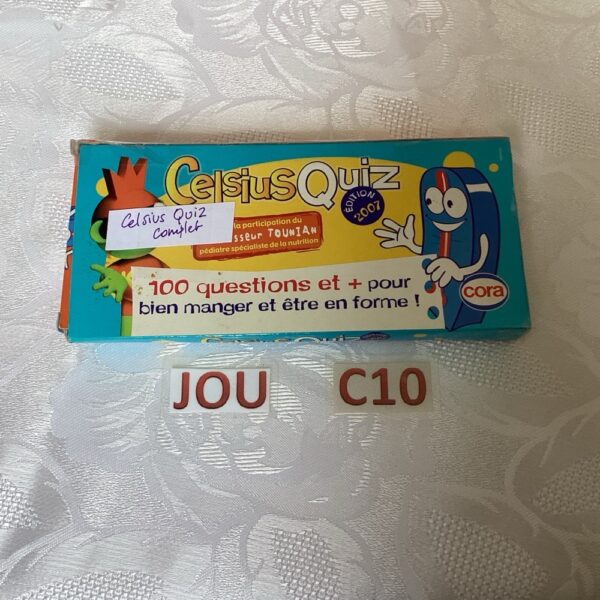 Celsius Quiz
ÉDITION
2007
Celsius Quiz
complet
la participation du
sseur TOUNIAN
pédiatre spécialiste de la nutrition
100 questions et + pour
bien manger et être en forme !
cora
JOU C10